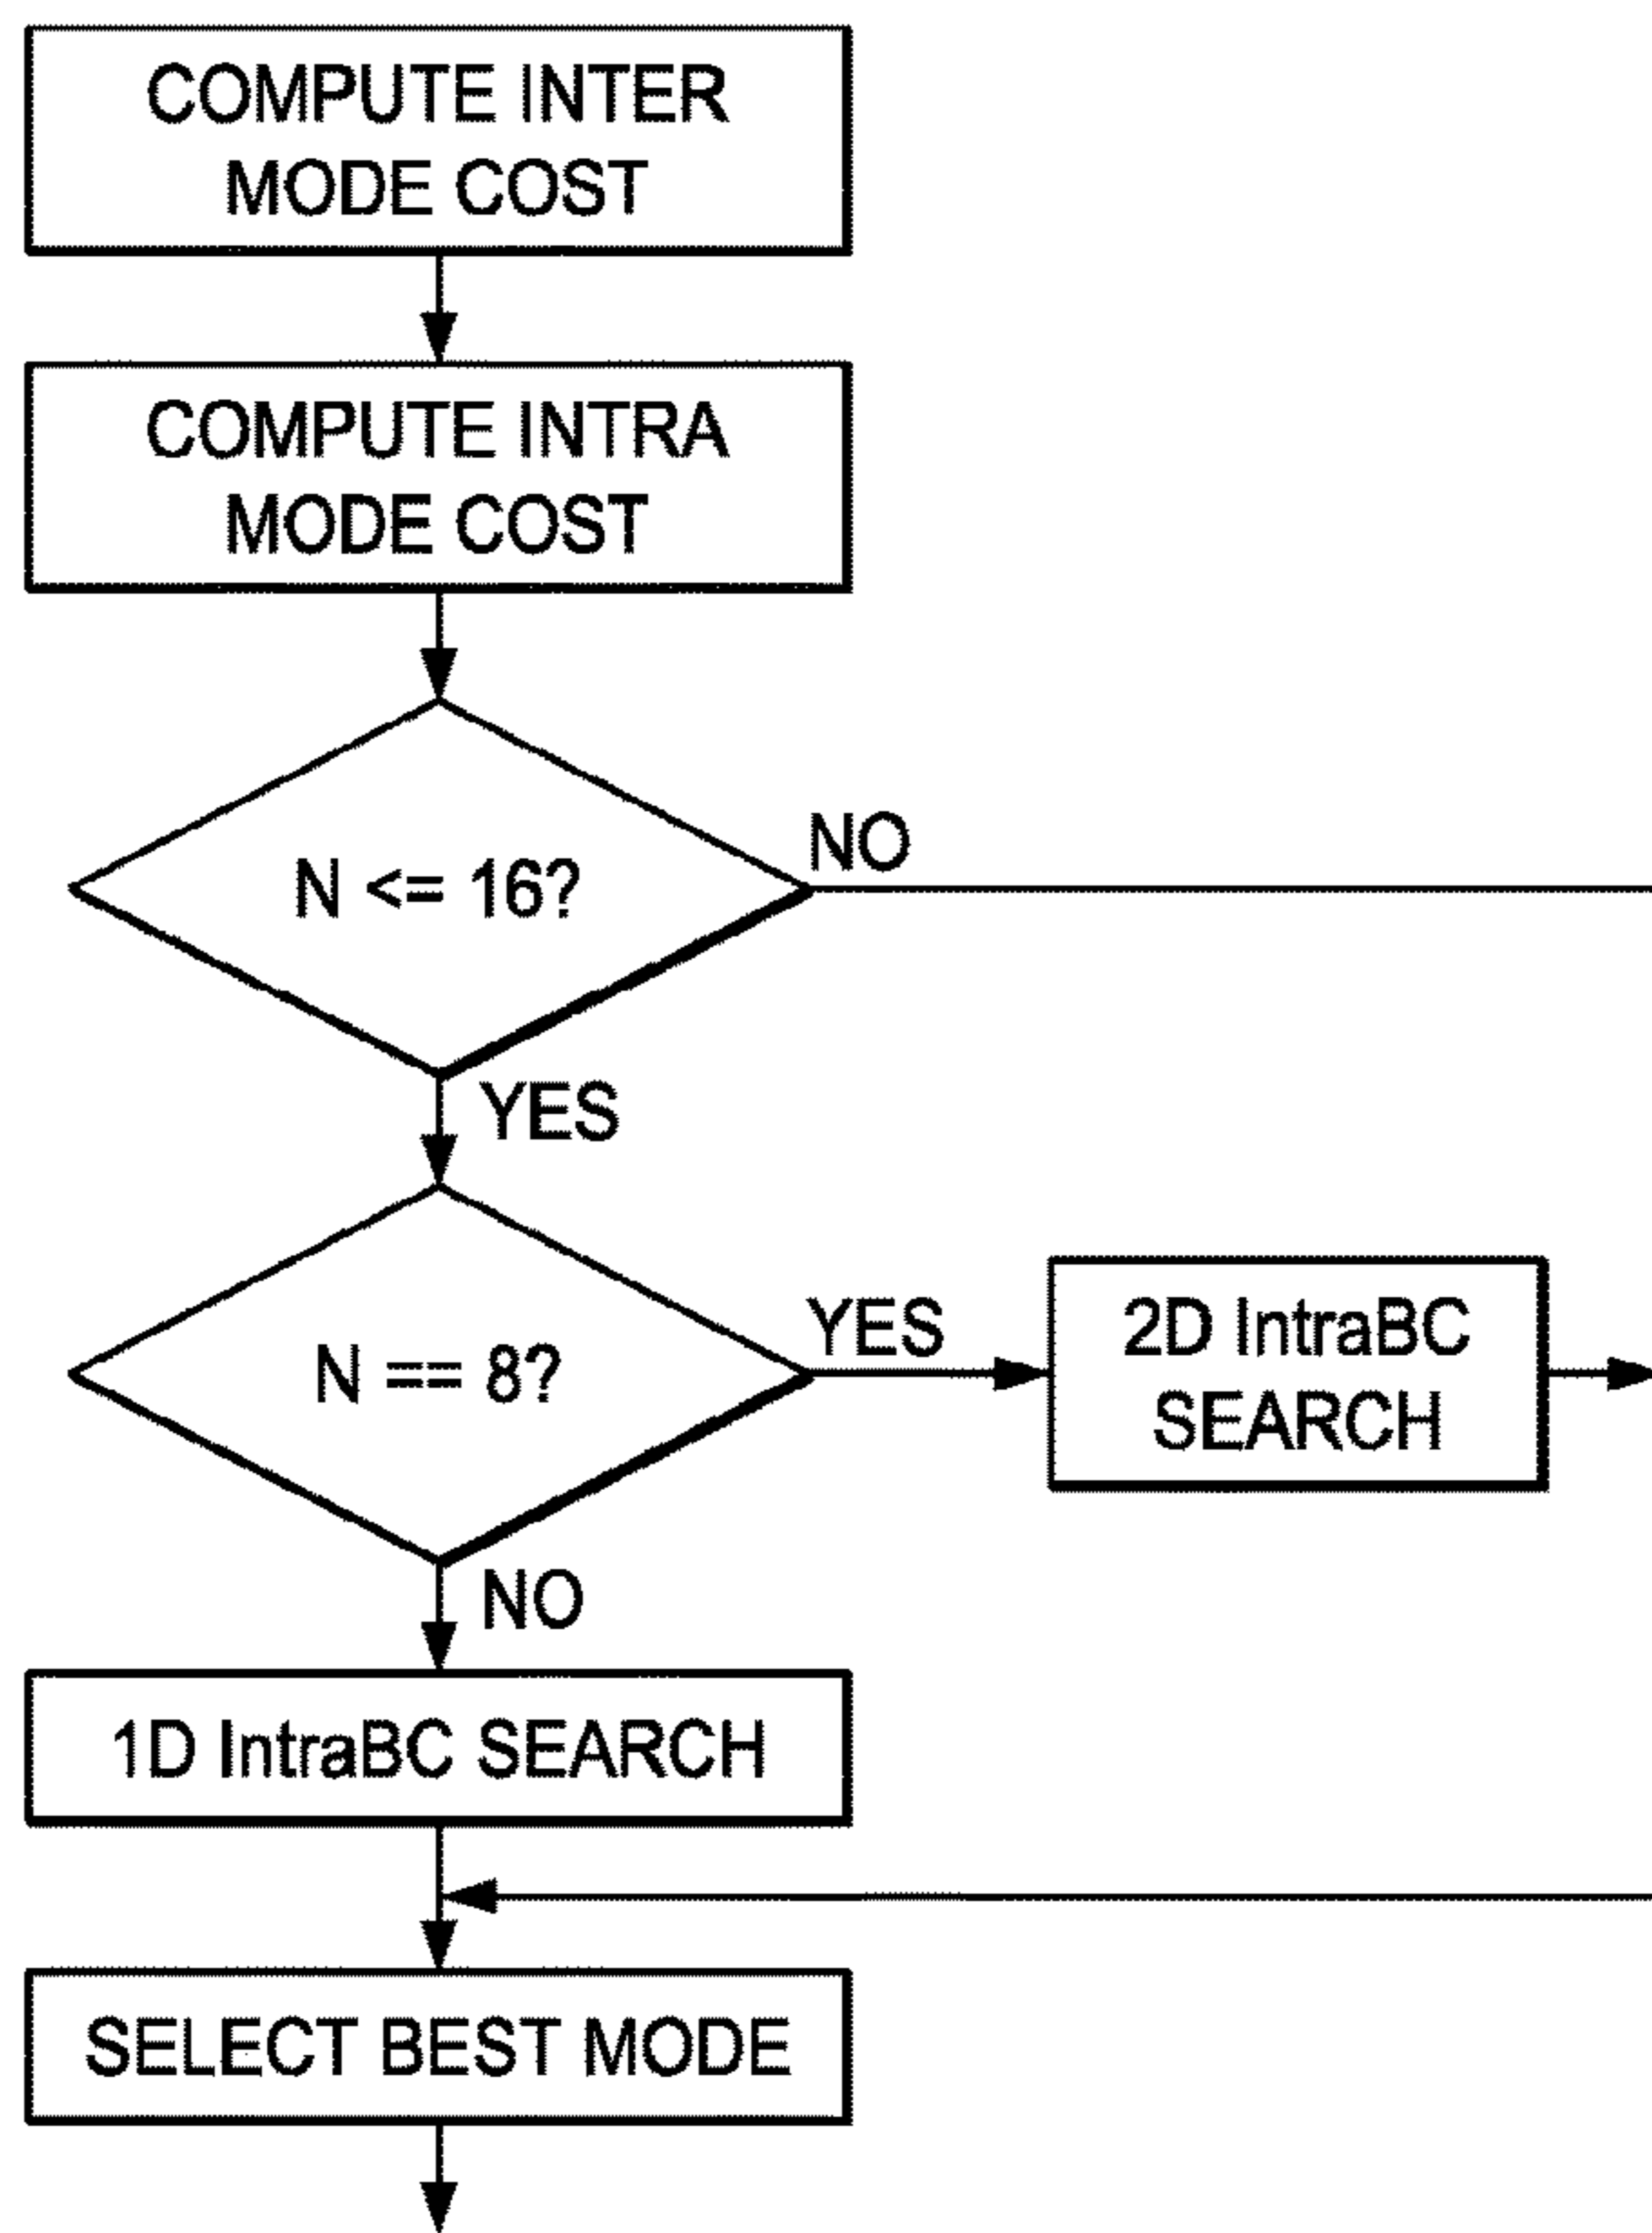 COMPUTE INTER
MODE COST
COMPUTE INTRA
MODE COST
NO
N <= 16?
YES
YES
2D IntraBC
SEARCH
N == 8?
NO
1D IntraBC SEARCH
SELECT BEST MODE